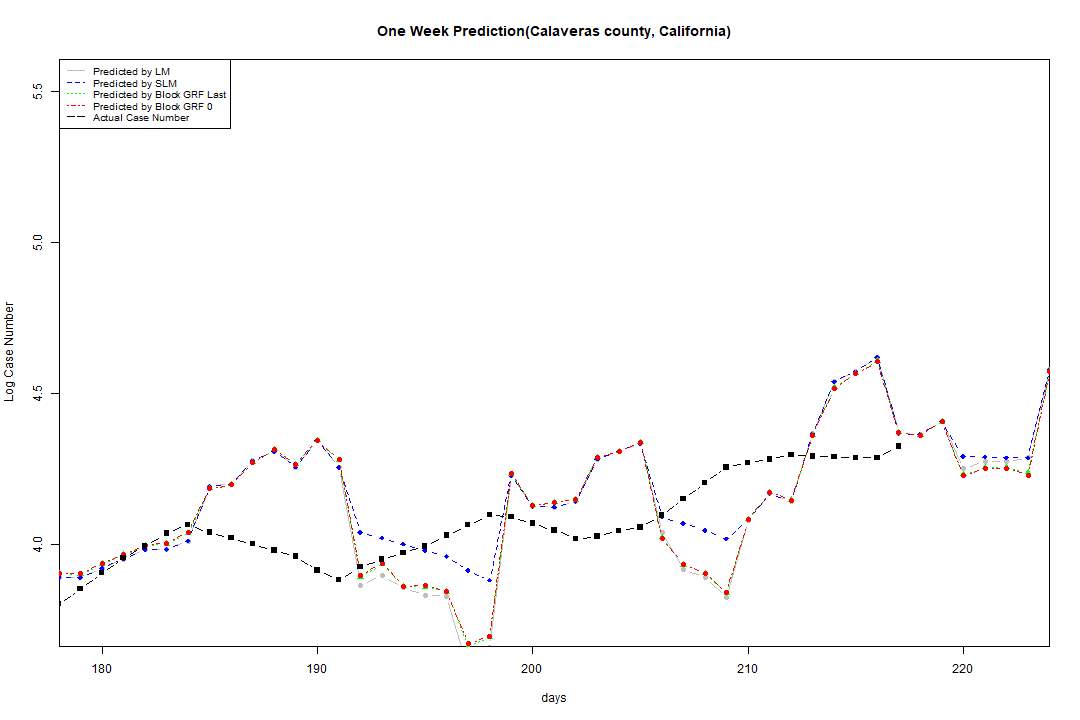 One Week Prediction(Calaveras county, California)
Predicted by LM
Predicted by SLM
Predicted by Block GRF Last
Predicted by Block GRF 0
Actual Case Number
5.5
5.0
4.5
4.0
Log Case Number
180 190 200 210 220
days